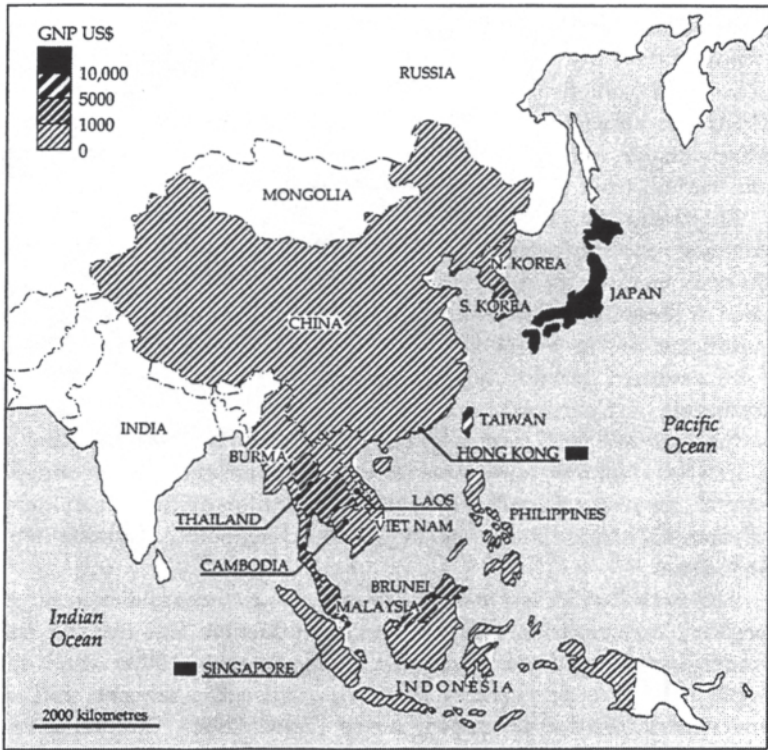 GNP US$
10,000
5000
1000
0
RUSSIA
MONGOLIA
N. KOREA
S. KOREA
JAPAN
CHINA
TAIWAN
Pacific
Ocean
INDIA
HONG KONG
BURMA
LAOS
THAILAND
VIET NAM
PHILIPPINES
CAMBODIA
BRUNEI
MALAYSIA
Indian
Ocean
SINGAPORE
INDONESIA
2000 kilometres